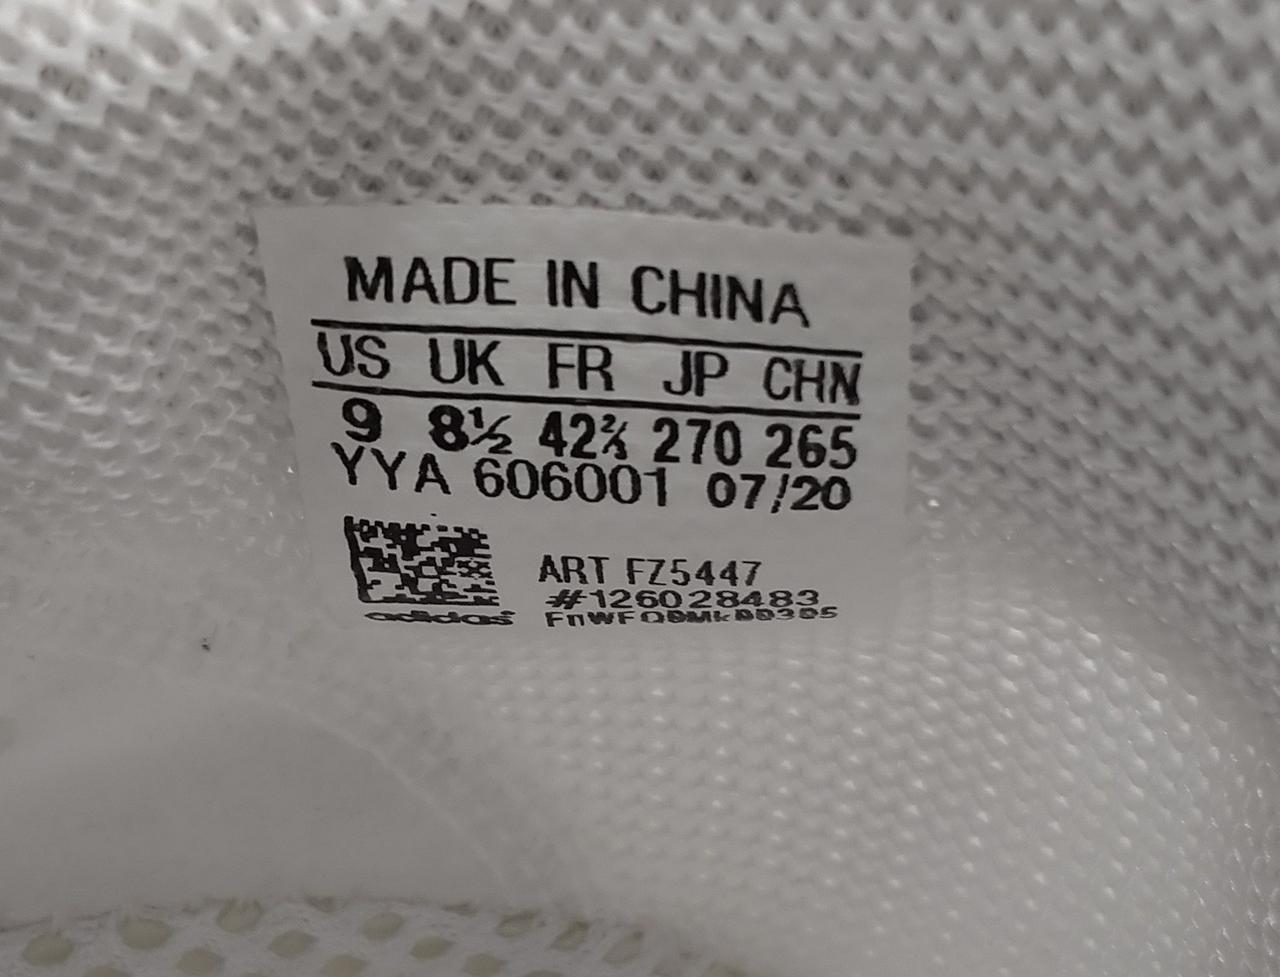 MADE IN CHINA
US UK FR JP CHN
9 8½ 42⅔ 270 265
YYA 606001 07/20
ART FZ5447
#126028483
adidas